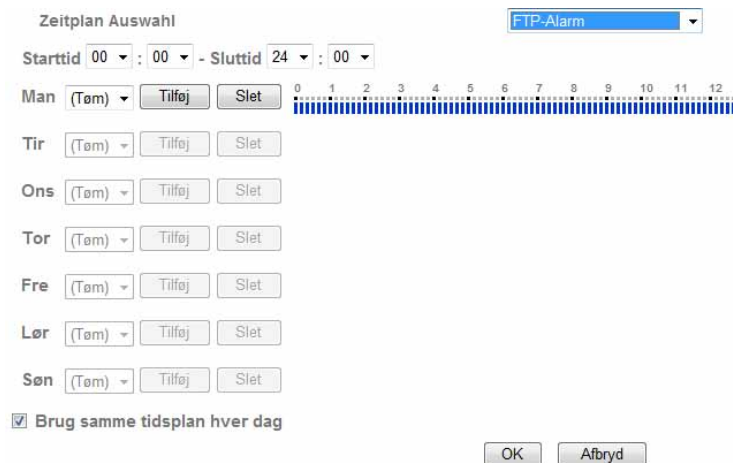 Zeitplan Auswahl FTP-Alarm
Starttid 00 : 00 - Sluttid 24 : 00
0 1 2 3 4 5 6 7 8 9 10 11 12
Man (Tøm) Tilføj Slet
Tir (Tøm) Tilføj Slet
Ons (Tøm) Tilføj Slet
Tor (Tøm) Tilføj Slet
Fre (Tøm) Tilføj Slet
Lør (Tøm) Tilføj Slet
Søn (Tøm) Tilføj Slet
Brug samme tidsplan hver dag
OK Afbryd